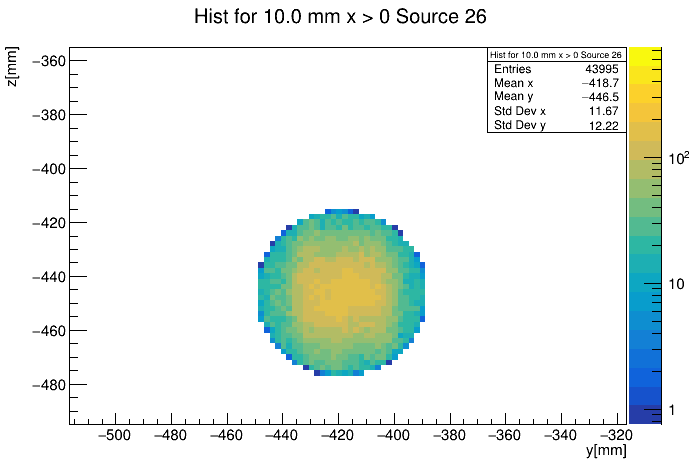 Hist for 10.0 mm x > 0 Source 26
z[mm]
−360
−380
−400
−420
−440
−460
−480
Hist for 10.0 mm x > 0 Source 26
Entries 43995
Mean x −418.7
Mean y −446.5
Std Dev x 11.67
Std Dev y 12.22
10²
10
1
−500 −480 −460 −440 −420 −400 −380 −360 −340 −320
y[mm]